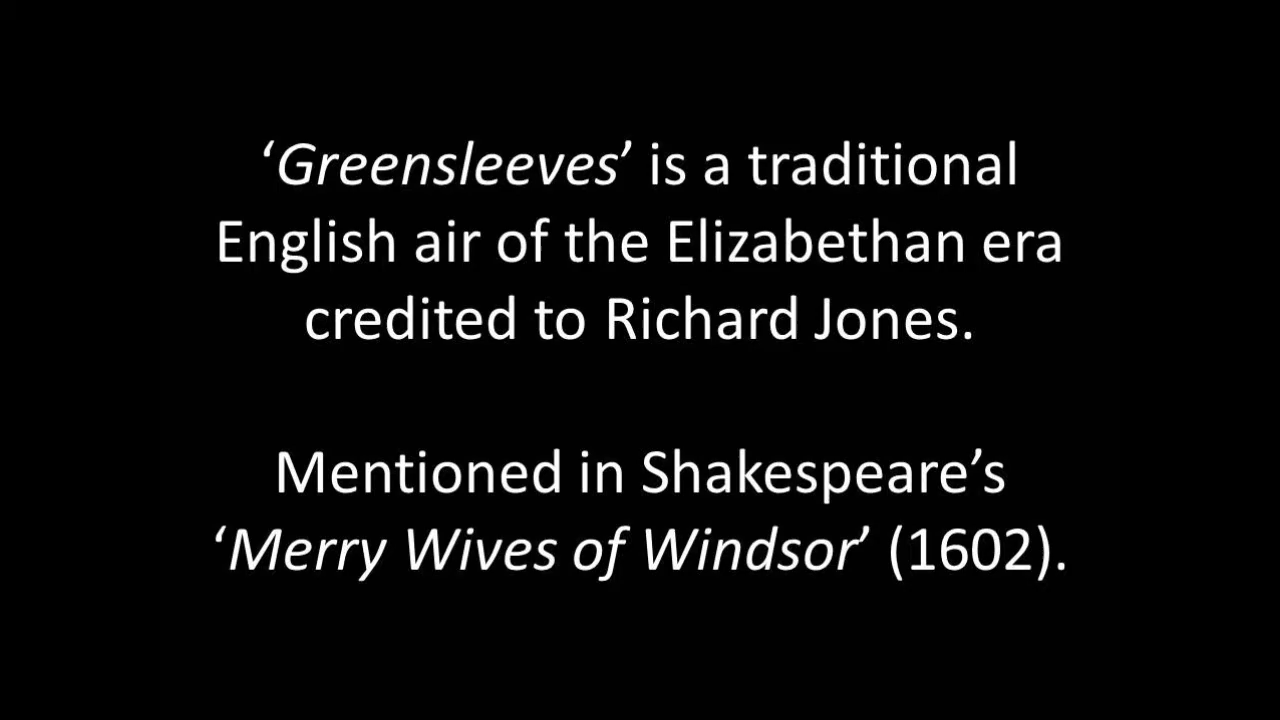 ‘Greensleeves’ is a traditional
English air of the Elizabethan era
credited to Richard Jones.
Mentioned in Shakespeare’s
‘Merry Wives of Windsor’ (1602).